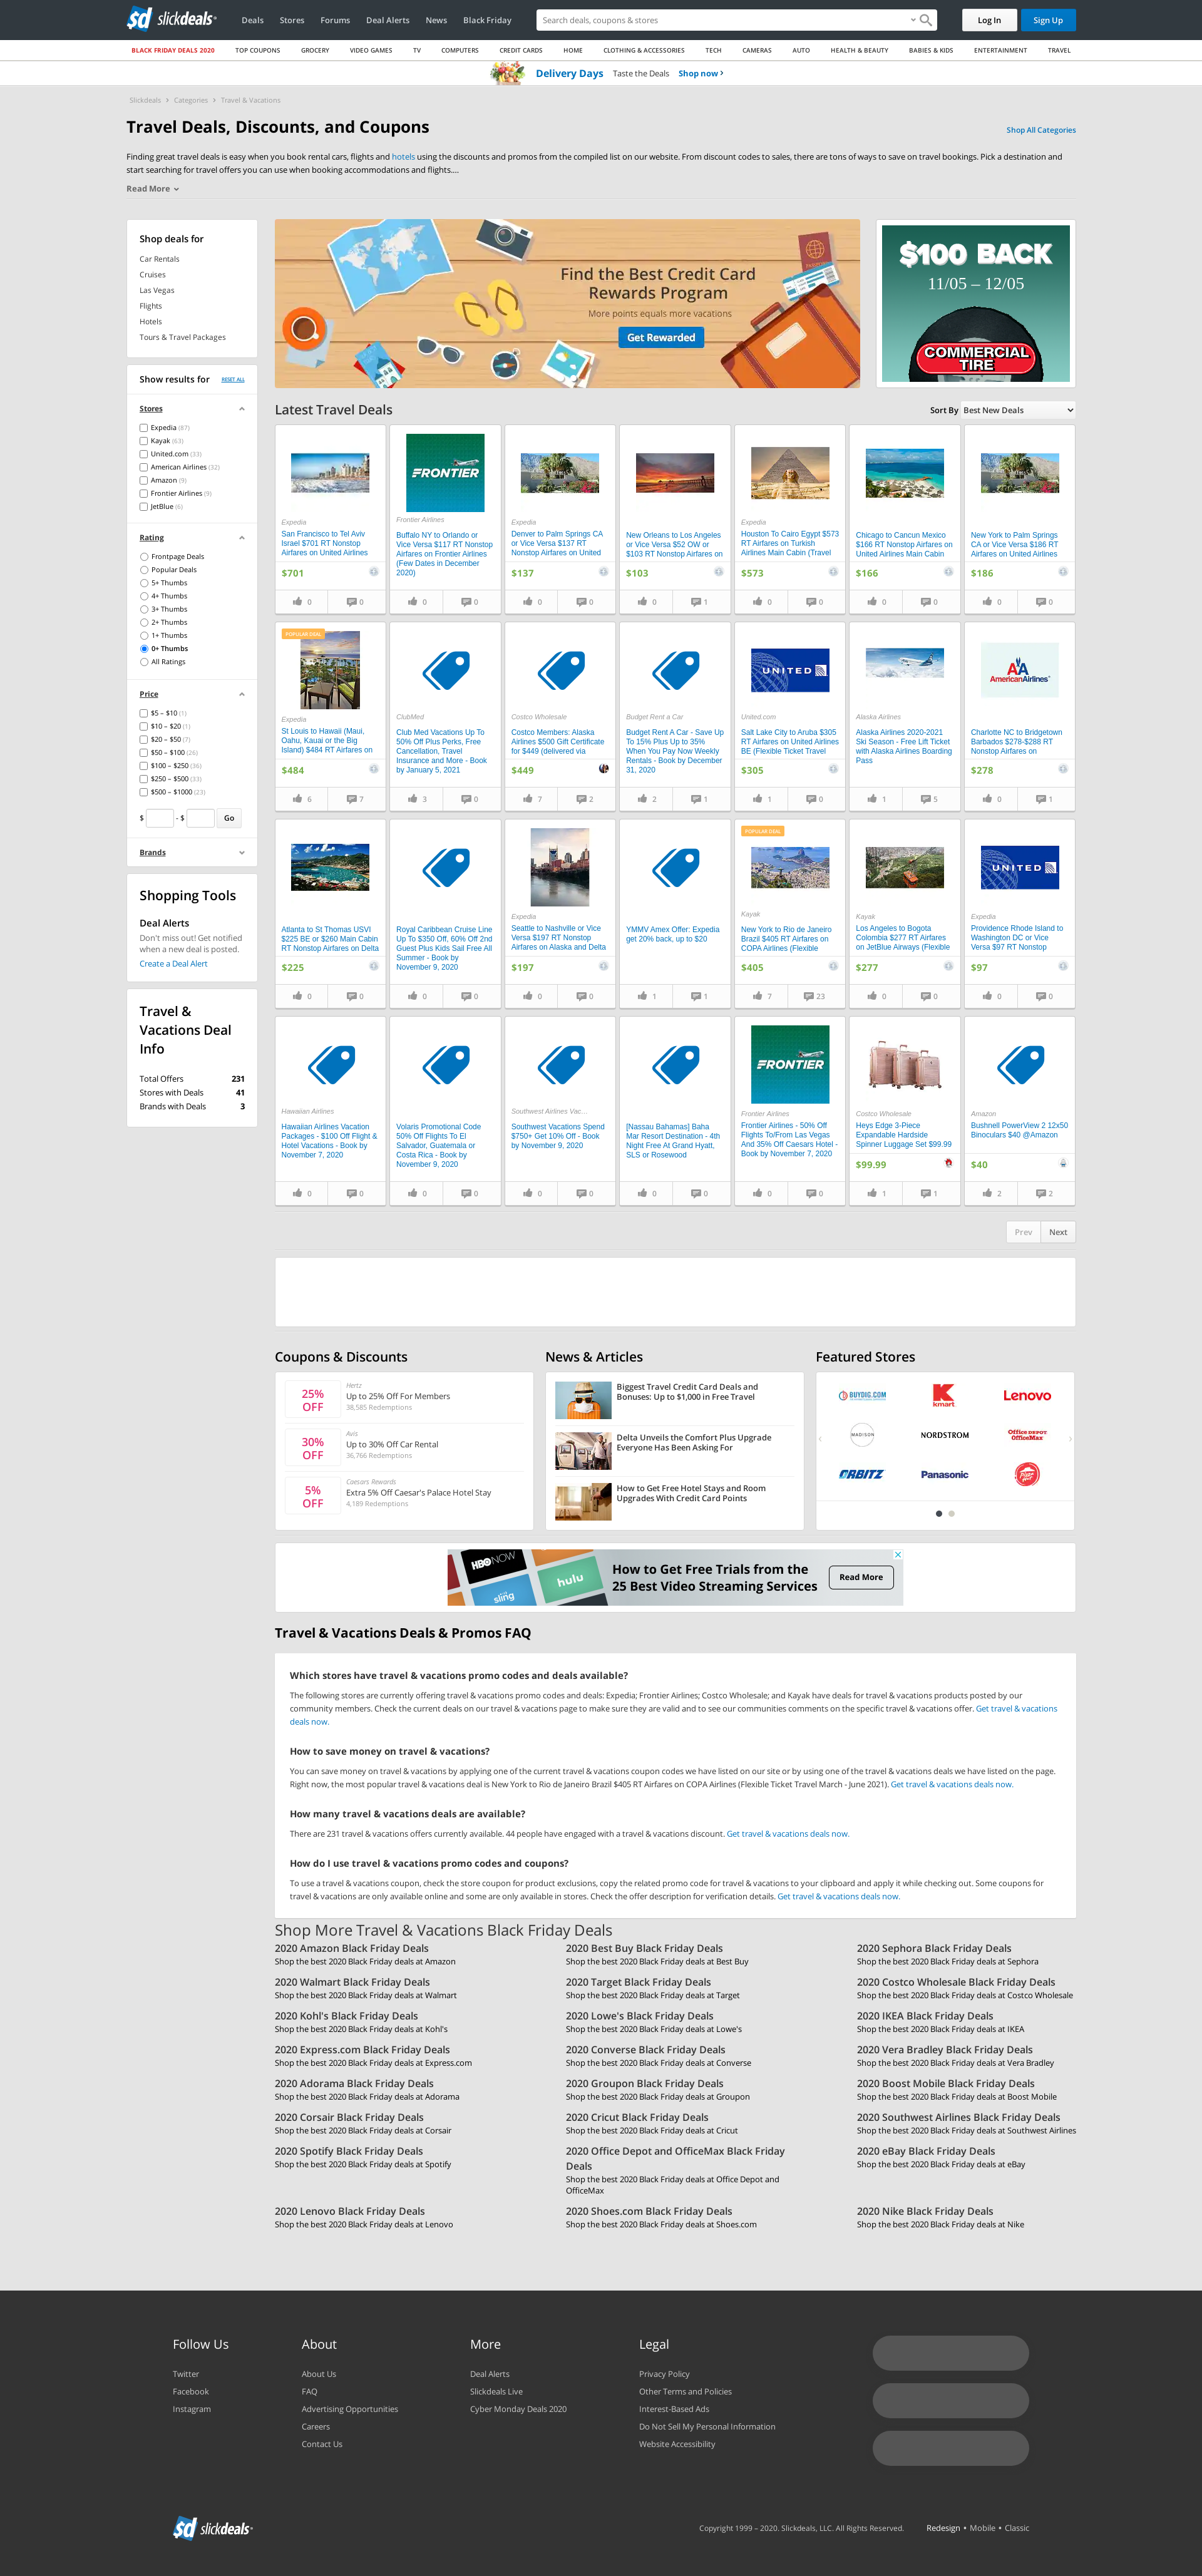 sd slickdeals
Deals Stores Forums Deal Alerts News Black Friday
Search deals, coupons & stores
Log In
Sign Up
BLACK FRIDAY DEALS 2020 TOP COUPONS GROCERY VIDEO GAMES TV COMPUTERS CREDIT CARDS HOME CLOTHING & ACCESSORIES TECH CAMERAS AUTO HEALTH & BEAUTY BABIES & KIDS ENTERTAINMENT TRAVEL
Delivery Days Taste the Deals Shop now ›
Slickdeals › Categories › Travel & Vacations
Travel Deals, Discounts, and Coupons
Shop All Categories
Finding great travel deals is easy when you book rental cars, flights and hotels using the discounts and promos from the compiled list on our website. From discount codes to sales, there are tons of ways to save on travel bookings. Pick a destination and
start searching for travel offers you can use when booking accommodations and flights....
Read More
Shop deals for
Car Rentals
Cruises
Las Vegas
Flights
Hotels
Tours & Travel Packages
Show results for RESET ALL
Stores
Expedia (87)
Kayak (63)
United.com (33)
American Airlines (32)
Amazon (9)
Frontier Airlines (9)
JetBlue (6)
Rating
Frontpage Deals
Popular Deals
5+ Thumbs
4+ Thumbs
3+ Thumbs
2+ Thumbs
1+ Thumbs
0+ Thumbs
All Ratings
Price
$5 – $10 (1)
$10 – $20 (1)
$20 – $50 (7)
$50 – $100 (26)
$100 – $250 (36)
$250 – $500 (33)
$500 – $1000 (23)
$ - $ Go
Brands
Shopping Tools
Deal Alerts
Don't miss out! Get notified
when a new deal is posted.
Create a Deal Alert
Travel &
Vacations Deal
Info
Total Offers 231
Stores with Deals 41
Brands with Deals 3
Find the Best Credit Card
Rewards Program
More points equals more vacations
Get Rewarded
$100 BACK
11/05 – 12/05
COMMERCIAL
TIRE
Latest Travel Deals
Sort By Best New Deals
Expedia
San Francisco to Tel Aviv
Israel $701 RT Nonstop
Airfares on United Airlines
$701
0 0
FRONTIER
Frontier Airlines
Buffalo NY to Orlando or
Vice Versa $117 RT Nonstop
Airfares on Frontier Airlines
(Few Dates in December
2020)
0 0
Expedia
Denver to Palm Springs CA
or Vice Versa $137 RT
Nonstop Airfares on United
$137
0 0
New Orleans to Los Angeles
or Vice Versa $52 OW or
$103 RT Nonstop Airfares on
$103
0 1
Expedia
Houston To Cairo Egypt $573
RT Airfares on Turkish
Airlines Main Cabin (Travel
$573
0 0
Chicago to Cancun Mexico
$166 RT Nonstop Airfares on
United Airlines Main Cabin
$166
0 0
New York to Palm Springs
CA or Vice Versa $186 RT
Airfares on United Airlines
$186
0 0
POPULAR DEAL
Expedia
St Louis to Hawaii (Maui,
Oahu, Kauai or the Big
Island) $484 RT Airfares on
$484
6 7
ClubMed
Club Med Vacations Up To
50% Off Plus Perks, Free
Cancellation, Travel
Insurance and More - Book
by January 5, 2021
3 0
Costco Wholesale
Costco Members: Alaska
Airlines $500 Gift Certificate
for $449 (delivered via
$449
7 2
Budget Rent a Car
Budget Rent A Car - Save Up
To 15% Plus Up to 35%
When You Pay Now Weekly
Rentals - Book by December
31, 2020
2 1
UNITED
United.com
Salt Lake City to Aruba $305
RT Airfares on United Airlines
BE (Flexible Ticket Travel
$305
1 0
Alaska Airlines
Alaska Airlines 2020-2021
Ski Season - Free Lift Ticket
with Alaska Airlines Boarding
Pass
1 5
AA
AmericanAirlines
Charlotte NC to Bridgetown
Barbados $278-$288 RT
Nonstop Airfares on
$278
0 1
Atlanta to St Thomas USVI
$225 BE or $260 Main Cabin
RT Nonstop Airfares on Delta
$225
0 0
Royal Caribbean Cruise Line
Up To $350 Off, 60% Off 2nd
Guest Plus Kids Sail Free All
Summer - Book by
November 9, 2020
0 0
Expedia
Seattle to Nashville or Vice
Versa $197 RT Nonstop
Airfares on Alaska and Delta
$197
0 0
YMMV Amex Offer: Expedia
get 20% back, up to $20
1 1
POPULAR DEAL
Kayak
New York to Rio de Janeiro
Brazil $405 RT Airfares on
COPA Airlines (Flexible
$405
7 23
Kayak
Los Angeles to Bogota
Colombia $277 RT Airfares
on JetBlue Airways (Flexible
$277
0 0
UNITED
Expedia
Providence Rhode Island to
Washington DC or Vice
Versa $97 RT Nonstop
$97
0 0
Hawaiian Airlines
Hawaiian Airlines Vacation
Packages - $100 Off Flight &
Hotel Vacations - Book by
November 7, 2020
0 0
Volaris Promotional Code
50% Off Flights To El
Salvador, Guatemala or
Costa Rica - Book by
November 9, 2020
0 0
Southwest Airlines Vac...
Southwest Vacations Spend
$750+ Get 10% Off - Book
by November 9, 2020
0 0
[Nassau Bahamas] Baha
Mar Resort Destination - 4th
Night Free At Grand Hyatt,
SLS or Rosewood
0 0
FRONTIER
Frontier Airlines
Frontier Airlines - 50% Off
Flights To/From Las Vegas
And 35% Off Caesars Hotel -
Book by November 7, 2020
0 0
Costco Wholesale
Heys Edge 3-Piece
Expandable Hardside
Spinner Luggage Set $99.99
$99.99
1 1
Amazon
Bushnell PowerView 2 12x50
Binoculars $40 @Amazon
$40
2 2
Prev Next
Coupons & Discounts
25%
OFF
Hertz
Up to 25% Off For Members
38,585 Redemptions
30%
OFF
Avis
Up to 30% Off Car Rental
36,766 Redemptions
5%
OFF
Caesars Rewards
Extra 5% Off Caesar's Palace Hotel Stay
4,189 Redemptions
News & Articles
Biggest Travel Credit Card Deals and
Bonuses: Up to $1,000 in Free Travel
Delta Unveils the Comfort Plus Upgrade
Everyone Has Been Asking For
How to Get Free Hotel Stays and Room
Upgrades With Credit Card Points
Featured Stores
BUYDIG.COM
Kmart
Lenovo
MADISON
NORDSTROM
Office DEPOT
OfficeMax
ORBITZ
Panasonic
HBO NOW
sling
hulu
How to Get Free Trials from the
25 Best Video Streaming Services
Read More
Travel & Vacations Deals & Promos FAQ
Which stores have travel & vacations promo codes and deals available?
The following stores are currently offering travel & vacations promo codes and deals: Expedia; Frontier Airlines; Costco Wholesale; and Kayak have deals for travel & vacations products posted by our
community members. Check the current deals on our travel & vacations page to make sure they are valid and to see our communities comments on the specific travel & vacations offer. Get travel & vacations
deals now.
How to save money on travel & vacations?
You can save money on travel & vacations by applying one of the current travel & vacations coupon codes we have listed on our site or by using one of the travel & vacations deals we have listed on the page.
Right now, the most popular travel & vacations deal is New York to Rio de Janeiro Brazil $405 RT Airfares on COPA Airlines (Flexible Ticket Travel March - June 2021). Get travel & vacations deals now.
How many travel & vacations deals are available?
There are 231 travel & vacations offers currently available. 44 people have engaged with a travel & vacations discount. Get travel & vacations deals now.
How do I use travel & vacations promo codes and coupons?
To use a travel & vacations coupon, check the store coupon for product exclusions, copy the related promo code for travel & vacations to your clipboard and apply it while checking out. Some coupons for
travel & vacations are only available online and some are only available in stores. Check the offer description for verification details. Get travel & vacations deals now.
Shop More Travel & Vacations Black Friday Deals
2020 Amazon Black Friday Deals
Shop the best 2020 Black Friday deals at Amazon
2020 Best Buy Black Friday Deals
Shop the best 2020 Black Friday deals at Best Buy
2020 Sephora Black Friday Deals
Shop the best 2020 Black Friday deals at Sephora
2020 Walmart Black Friday Deals
Shop the best 2020 Black Friday deals at Walmart
2020 Target Black Friday Deals
Shop the best 2020 Black Friday deals at Target
2020 Costco Wholesale Black Friday Deals
Shop the best 2020 Black Friday deals at Costco Wholesale
2020 Kohl's Black Friday Deals
Shop the best 2020 Black Friday deals at Kohl's
2020 Lowe's Black Friday Deals
Shop the best 2020 Black Friday deals at Lowe's
2020 IKEA Black Friday Deals
Shop the best 2020 Black Friday deals at IKEA
2020 Express.com Black Friday Deals
Shop the best 2020 Black Friday deals at Express.com
2020 Converse Black Friday Deals
Shop the best 2020 Black Friday deals at Converse
2020 Vera Bradley Black Friday Deals
Shop the best 2020 Black Friday deals at Vera Bradley
2020 Adorama Black Friday Deals
Shop the best 2020 Black Friday deals at Adorama
2020 Groupon Black Friday Deals
Shop the best 2020 Black Friday deals at Groupon
2020 Boost Mobile Black Friday Deals
Shop the best 2020 Black Friday deals at Boost Mobile
2020 Corsair Black Friday Deals
Shop the best 2020 Black Friday deals at Corsair
2020 Cricut Black Friday Deals
Shop the best 2020 Black Friday deals at Cricut
2020 Southwest Airlines Black Friday Deals
Shop the best 2020 Black Friday deals at Southwest Airlines
2020 Spotify Black Friday Deals
Shop the best 2020 Black Friday deals at Spotify
2020 Office Depot and OfficeMax Black Friday
Deals
Shop the best 2020 Black Friday deals at Office Depot and
OfficeMax
2020 eBay Black Friday Deals
Shop the best 2020 Black Friday deals at eBay
2020 Lenovo Black Friday Deals
Shop the best 2020 Black Friday deals at Lenovo
2020 Shoes.com Black Friday Deals
Shop the best 2020 Black Friday deals at Shoes.com
2020 Nike Black Friday Deals
Shop the best 2020 Black Friday deals at Nike
Follow Us
Twitter
Facebook
Instagram
About
About Us
FAQ
Advertising Opportunities
Careers
Contact Us
More
Deal Alerts
Slickdeals Live
Cyber Monday Deals 2020
Legal
Privacy Policy
Other Terms and Policies
Interest-Based Ads
Do Not Sell My Personal Information
Website Accessibility
sd slickdeals
Copyright 1999 – 2020. Slickdeals, LLC. All Rights Reserved. Redesign • Mobile • Classic